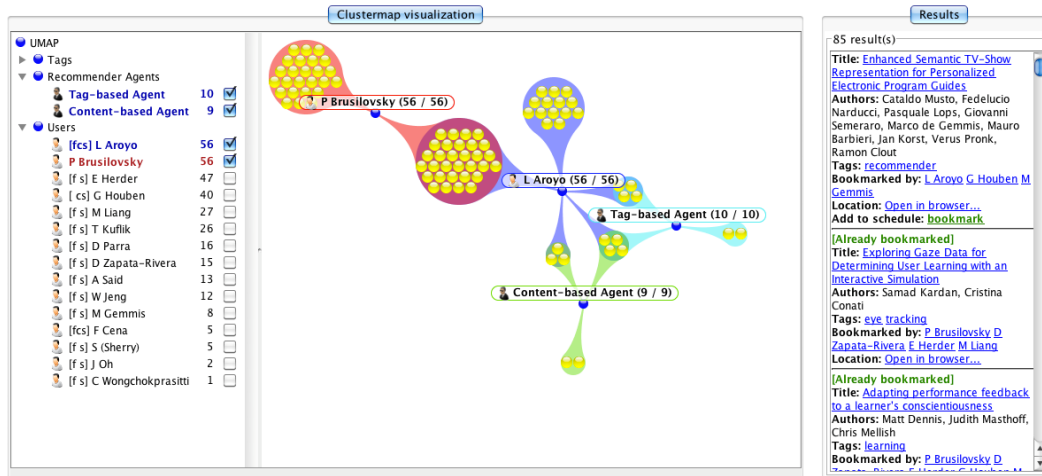 Clustermap visualization
UMAP
Tags
Recommender Agents
Tag-based Agent 10
Content-based Agent 9
Users
[fcs] L Aroyo 56
P Brusilovsky 56
[f s] E Herder 47
[ cs] G Houben 40
[f s] M Liang 27
[f s] T Kuflik 26
[f s] D Parra 16
[f s] D Zapata-Rivera 15
[f s] A Said 13
[f s] W Jeng 12
[f s] M Gemmis 8
[fcs] F Cena 5
[f s] S (Sherry) 5
[f s] J Oh 2
[f s] C Wongchokprasitti 1
P Brusilovsky (56 / 56)
L Aroyo (56 / 56)
Tag-based Agent (10 / 10)
Content-based Agent (9 / 9)
Results
85 result(s)
Title: Enhanced Semantic TV-Show
Representation for Personalized
Electronic Program Guides
Authors: Cataldo Musto, Fedelucio
Narducci, Pasquale Lops, Giovanni
Semeraro, Marco de Gemmis, Mauro
Barbieri, Jan Korst, Verus Pronk,
Ramon Clout
Tags: recommender
Bookmarked by: L Aroyo G Houben M
Gemmis
Location: Open in browser...
Add to schedule: bookmark
[Already bookmarked]
Title: Exploring Gaze Data for
Determining User Learning with an
Interactive Simulation
Authors: Samad Kardan, Cristina
Conati
Tags: eye tracking
Bookmarked by: P Brusilovsky D
Zapata-Rivera E Herder M Liang
Location: Open in browser...
[Already bookmarked]
Title: Adapting performance feedback
to a learner's conscientiousness
Authors: Matt Dennis, Judith Masthoff,
Chris Mellish
Tags: learning
Bookmarked by: P Brusilovsky D
Zapata-Rivera E Herder G Houben M